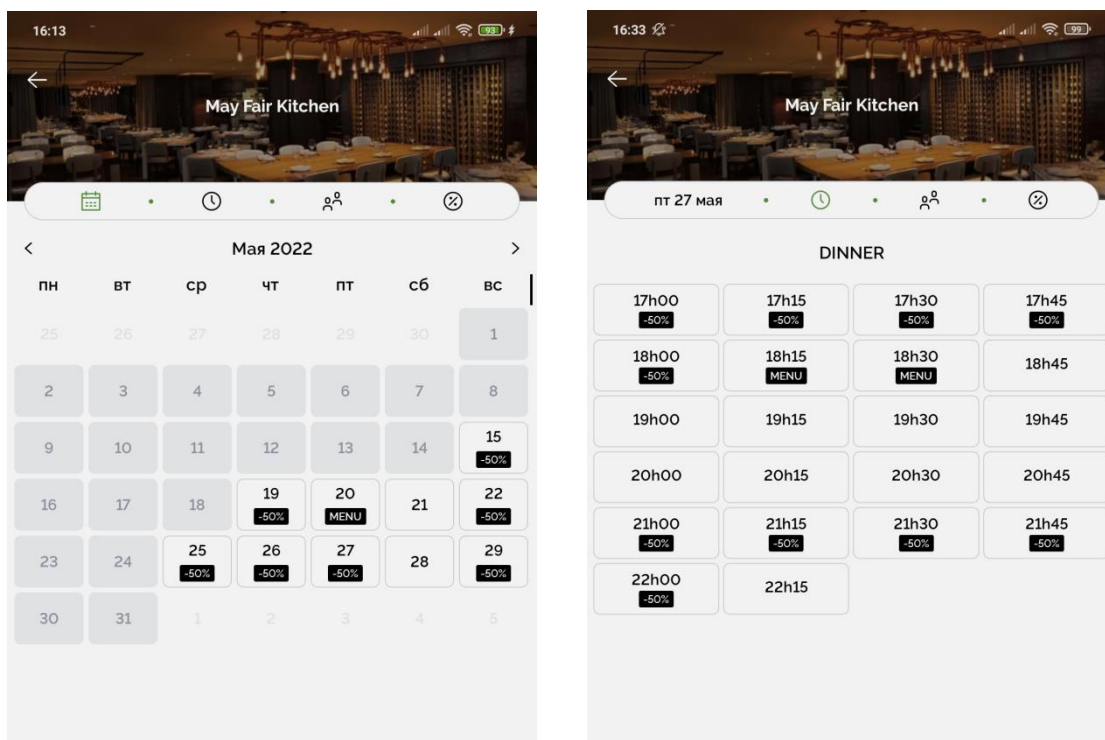 16:13
93
May Fair Kitchen
Мая 2022
пн вт ср чт пт сб вс
25 26 27 28 29 30 1
2 3 4 5 6 7 8
9 10 11 12 13 14 15
-50%
16 17 18 19 20 21 22
-50% MENU -50%
23 24 25 26 27 28 29
-50% -50% -50% -50%
30 31 1 2 3 4 5
16:33
99
May Fair Kitchen
пт 27 мая
DINNER
17h00 17h15 17h30 17h45
-50% -50% -50% -50%
18h00 18h15 18h30 18h45
-50% MENU MENU
19h00 19h15 19h30 19h45
20h00 20h15 20h30 20h45
21h00 21h15 21h30 21h45
-50% -50% -50% -50%
22h00 22h15
-50%